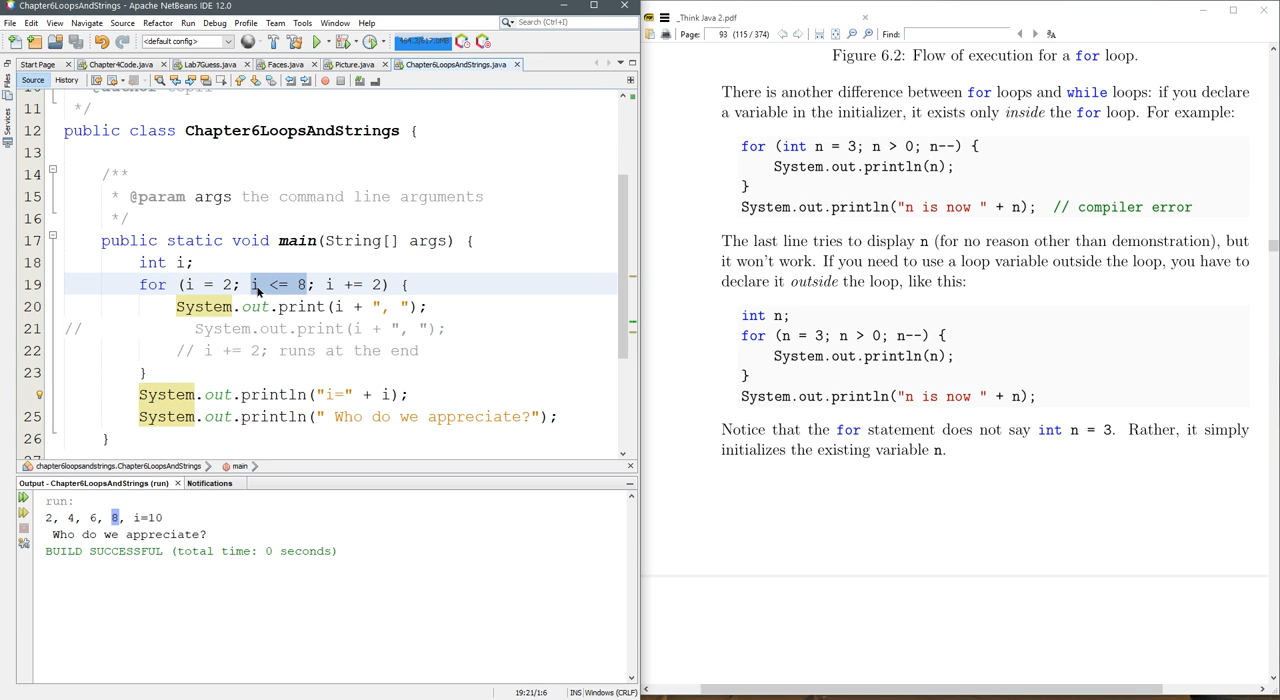 Chapter6LoopsAndStrings - Apache NetBeans IDE 12.0
File Edit View Navigate Source Refactor Run Debug Profile Team Tools Window Help
Search (Ctrl+I)
<default config>
Start Page Chapter4Code.java Lab7Guess.java Faces.java Picture.java Chapter6LoopsAndStrings.java
Source History
Files
Services
11 */
12 public class Chapter6LoopsAndStrings {
13
14 /**
15 * @param args the command line arguments
16 */
17 public static void main(String[] args) {
18 int i;
19 for (i = 2; i <= 8; i += 2) {
20 System.out.print(i + ", ");
21 // System.out.print(i + ", ");
22 // i += 2; runs at the end
23 }
System.out.println("i=" + i);
25 System.out.println(" Who do we appreciate?");
26 }
chapter6loopsandstrings.Chapter6LoopsAndStrings main
Output - Chapter6LoopsAndStrings (run) Notifications
run:
2, 4, 6, 8, i=10
Who do we appreciate?
BUILD SUCCESSFUL (total time: 0 seconds)
19:21/1:6 INS Windows (CRLF)
_Think Java 2.pdf
Page: 93 (115 / 374) Find:
Figure 6.2: Flow of execution for a for loop.
There is another difference between for loops and while loops: if you declare
a variable in the initializer, it exists only inside the for loop. For example:
for (int n = 3; n > 0; n--) {
System.out.println(n);
}
System.out.println("n is now " + n); // compiler error
The last line tries to display n (for no reason other than demonstration), but
it won't work. If you need to use a loop variable outside the loop, you have to
declare it outside the loop, like this:
int n;
for (n = 3; n > 0; n--) {
System.out.println(n);
}
System.out.println("n is now " + n);
Notice that the for statement does not say int n = 3. Rather, it simply
initializes the existing variable n.